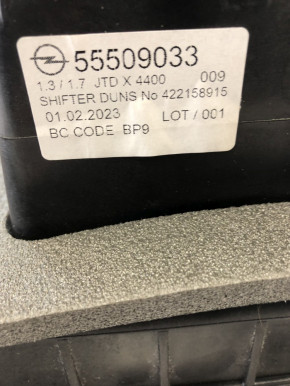 55509033
1.3 / 1.7 JTD X 4400 009
SHIFTER DUNS No 422158915
01.02.2023 LOT / 001
BC CODE BP9